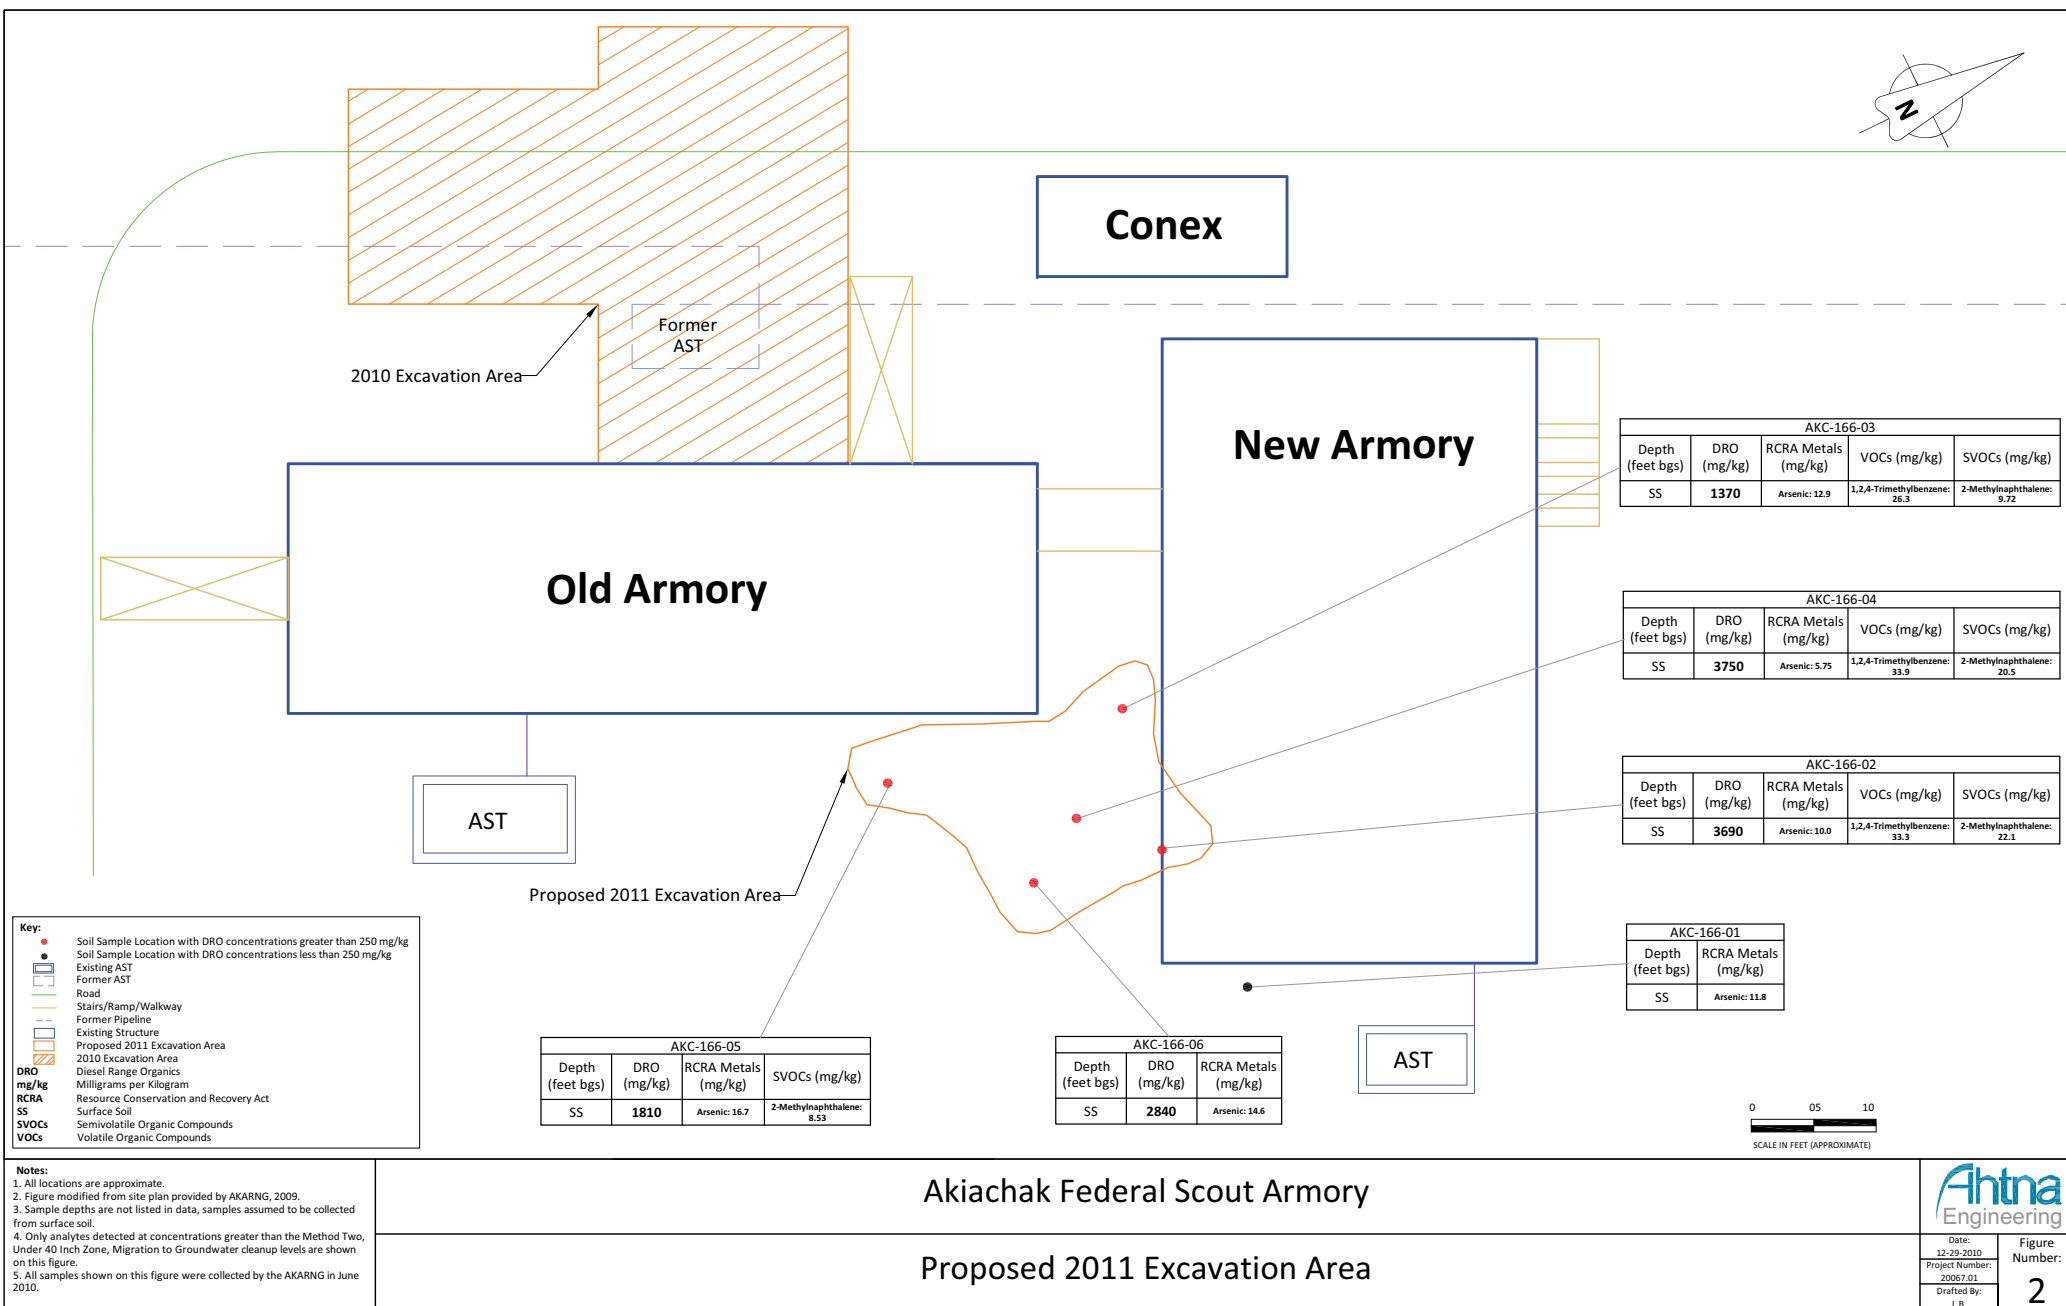 N
Conex
Former
AST
2010 Excavation Area
New Armory
Old Armory
AKC-166-03
Depth (feet bgs) DRO (mg/kg) RCRA Metals (mg/kg) VOCs (mg/kg) SVOCs (mg/kg)
SS 1370 Arsenic: 12.9 1,2,4-Trimethylbenzene: 26.3 2-Methylnaphthalene: 9.72
AKC-166-04
Depth (feet bgs) DRO (mg/kg) RCRA Metals (mg/kg) VOCs (mg/kg) SVOCs (mg/kg)
SS 3750 Arsenic: 5.75 1,2,4-Trimethylbenzene: 33.9 2-Methylnaphthalene: 20.5
AKC-166-02
Depth (feet bgs) DRO (mg/kg) RCRA Metals (mg/kg) VOCs (mg/kg) SVOCs (mg/kg)
SS 3690 Arsenic: 10.0 1,2,4-Trimethylbenzene: 33.3 2-Methylnaphthalene: 22.1
AST
Proposed 2011 Excavation Area
AKC-166-01
Depth (feet bgs) RCRA Metals (mg/kg)
SS Arsenic: 11.8
AKC-166-05
Depth (feet bgs) DRO (mg/kg) RCRA Metals (mg/kg) SVOCs (mg/kg)
SS 1810 Arsenic: 16.7 2-Methylnaphthalene: 8.53
AKC-166-06
Depth (feet bgs) DRO (mg/kg) RCRA Metals (mg/kg)
SS 2840 Arsenic: 14.6
AST
0 05 10
SCALE IN FEET (APPROXIMATE)
Key:
Soil Sample Location with DRO concentrations greater than 250 mg/kg
Soil Sample Location with DRO concentrations less than 250 mg/kg
Existing AST
Former AST
Road
Stairs/Ramp/Walkway
Former Pipeline
Existing Structure
Proposed 2011 Excavation Area
2010 Excavation Area
DRO Diesel Range Organics
mg/kg Milligrams per Kilogram
RCRA Resource Conservation and Recovery Act
SS Surface Soil
SVOCs Semivolatile Organic Compounds
VOCs Volatile Organic Compounds
Notes:
1. All locations are approximate.
2. Figure modified from site plan provided by AKARNG, 2009.
3. Sample depths are not listed in data, samples assumed to be collected
from surface soil.
4. Only analytes detected at concentrations greater than the Method Two,
Under 40 Inch Zone, Migration to Groundwater cleanup levels are shown
on this figure.
5. All samples shown on this figure were collected by the AKARNG in June
2010.
Akiachak Federal Scout Armory
Proposed 2011 Excavation Area
Ahtna
Engineering
Date:
12-29-2010
Project Number:
20067.01
Drafted By:
Figure
Number:
2